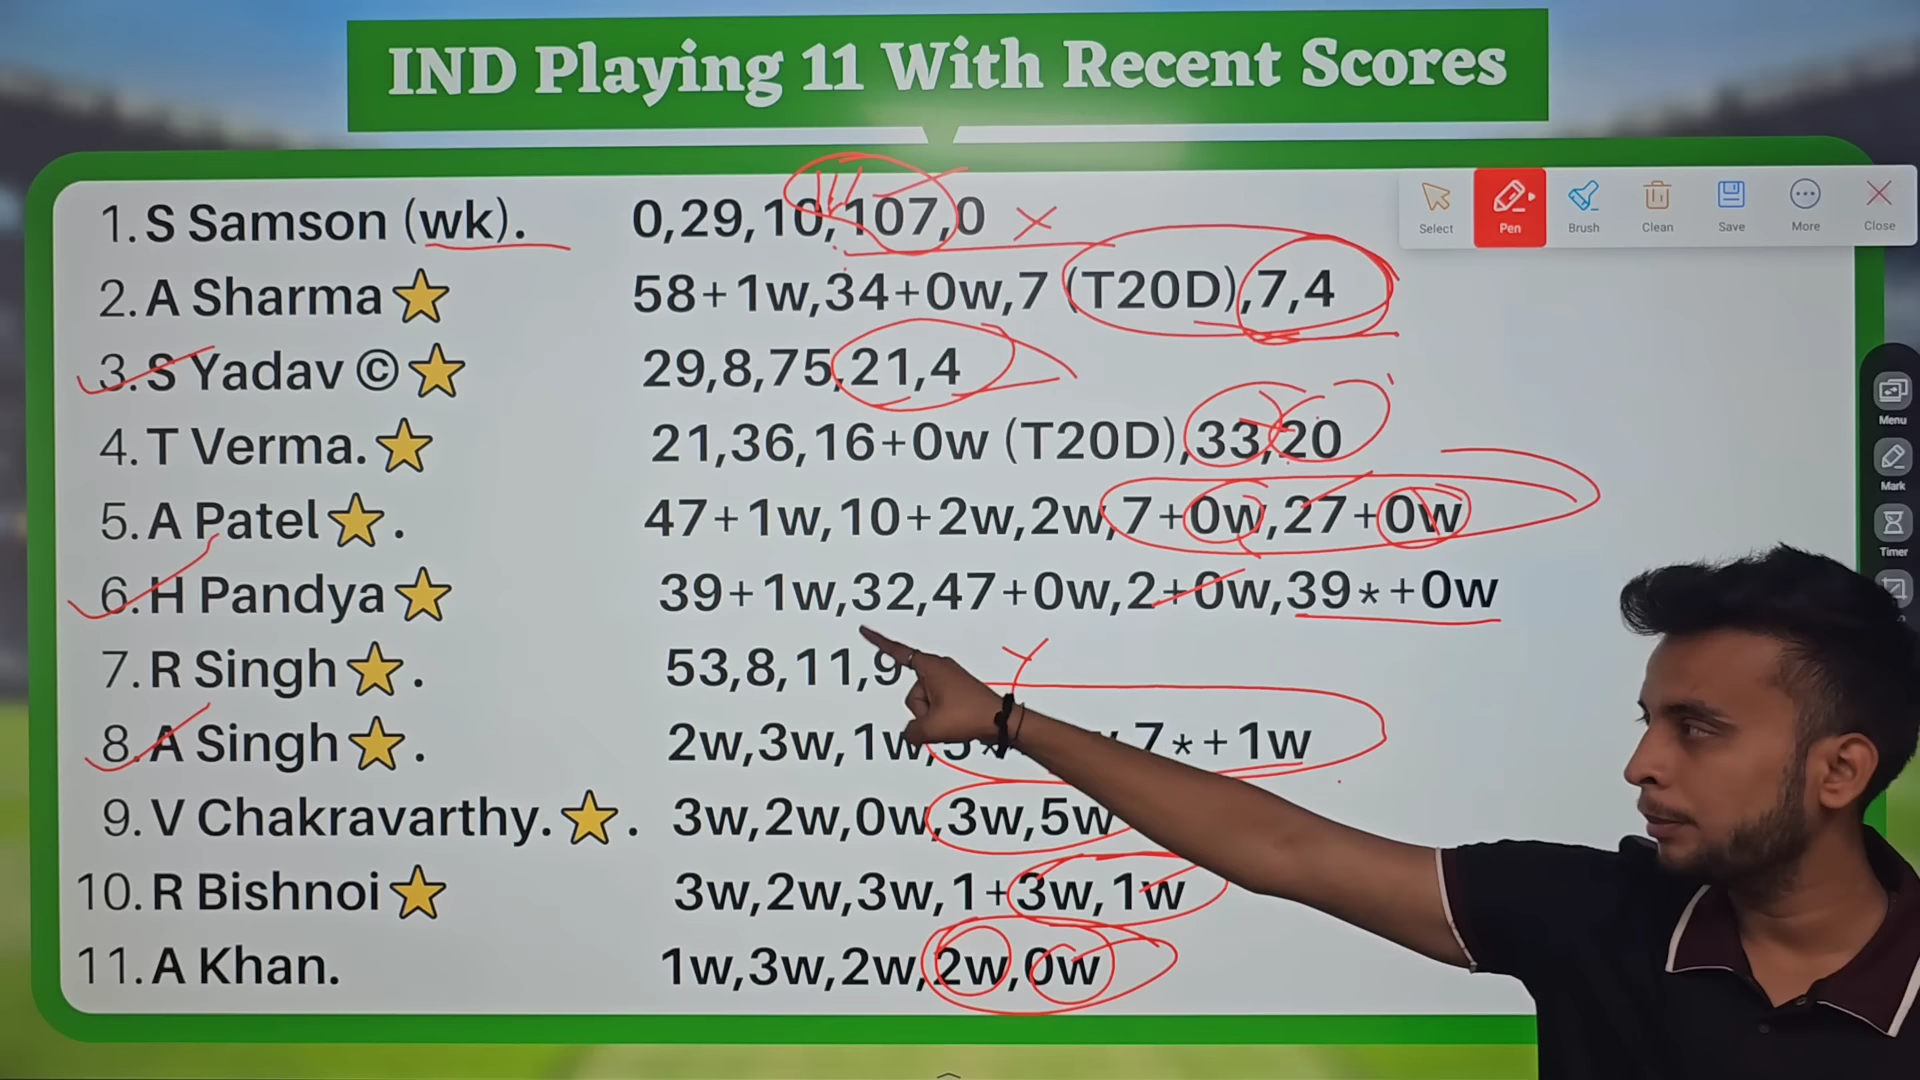 IND Playing 11 With Recent Scores
1. S Samson (wk). 0,29,10,107,0
2. A Sharma ⭐ 58+1w,34+0w,7 (T20D),7,4
3. S Yadav © ⭐ 29,8,75,21,4
4. T Verma. ⭐ 21,36,16+0w (T20D),33,20
5. A Patel ⭐. 47+1w,10+2w,2w,7+0w,27+0w
6. H Pandya ⭐ 39+1w,32,47+0w,2+0w,39*+0w
7. R Singh ⭐. 53,8,11,9
8. A Singh ⭐. 2w,3w,1w, 7*+1w
9. V Chakravarthy. ⭐. 3w,2w,0w,3w,5w
10. R Bishnoi ⭐ 3w,2w,3w,1+3w,1w
11. A Khan. 1w,3w,2w,2w,0w
Select Pen Brush Clean Save More Close
Menu
Mark
Timer